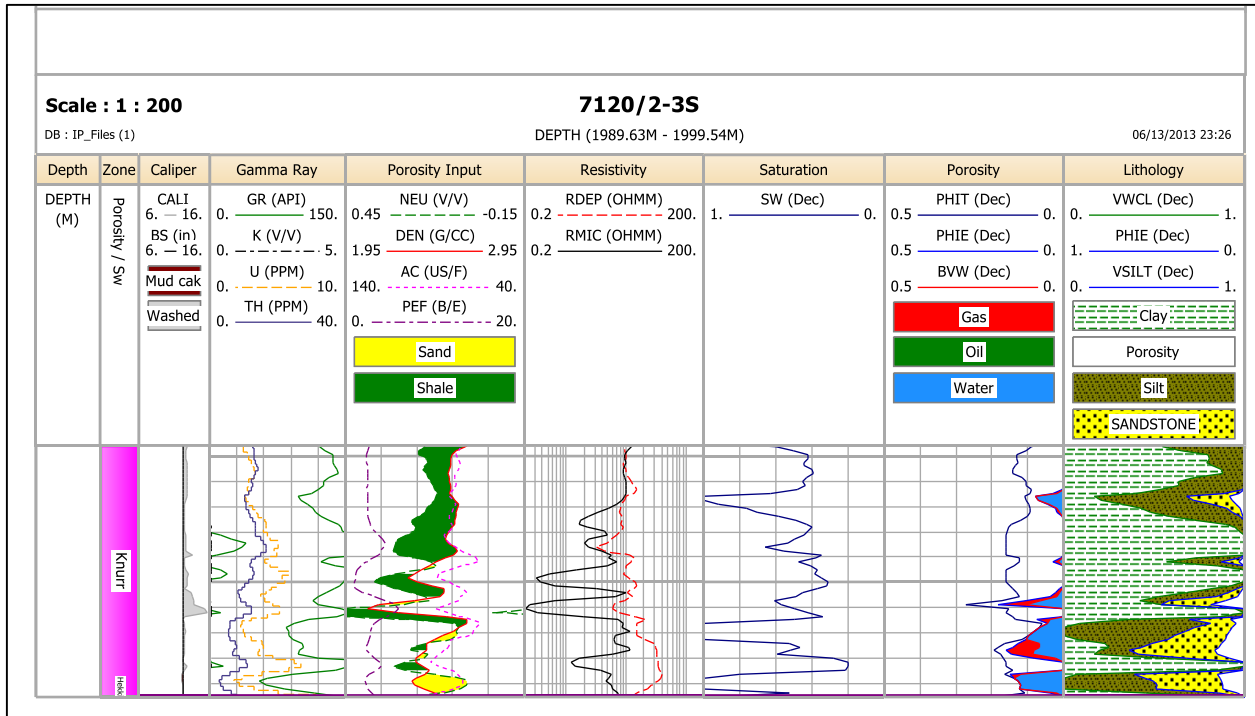 Scale : 1 : 200
7120/2-3S
DB : IP_Files (1)
DEPTH (1989.63M - 1999.54M)
06/13/2013 23:26
Depth Zone Caliper Gamma Ray Porosity Input Resistivity Saturation Porosity Lithology
DEPTH
(M)
Porosity / Sw
CALI
6. 16.
BS (in)
6. 16.
Mud cak
Washed
GR (API)
0. 150.
K (V/V)
0. 5.
U (PPM)
0. 10.
TH (PPM)
0. 40.
NEU (V/V)
0.45 -0.15
DEN (G/CC)
1.95 2.95
AC (US/F)
140. 40.
PEF (B/E)
0. 20.
Sand
Shale
RDEP (OHMM)
0.2 200.
RMIC (OHMM)
0.2 200.
SW (Dec)
1. 0.
PHIT (Dec)
0.5 0.
PHIE (Dec)
0.5 0.
BVW (Dec)
0.5 0.
Gas
Oil
Water
VWCL (Dec)
0. 1.
PHIE (Dec)
1. 0.
VSILT (Dec)
0. 1.
Clay
Porosity
Silt
SANDSTONE
Knurr